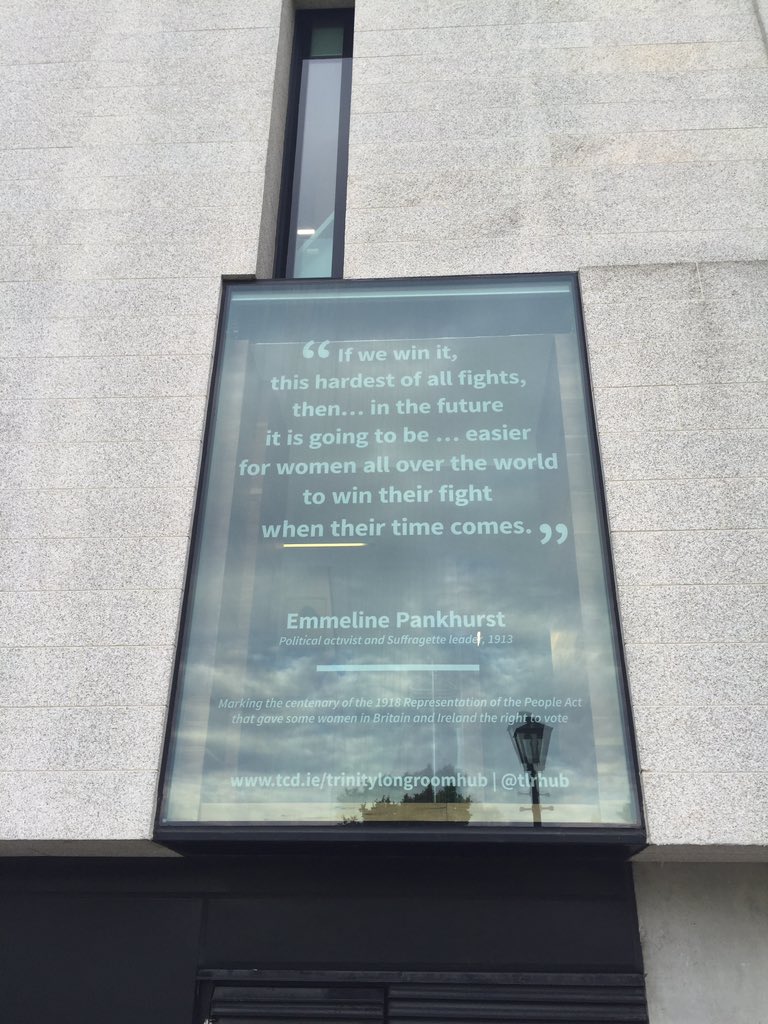 “ If we win it,
this hardest of all fights,
then... in the future
it is going to be ... easier
for women all over the world
to win their fight
when their time comes. ”
Emmeline Pankhurst
Political activist and Suffragette leader, 1913
Marking the centenary of the 1918 Representation of the People Act
that gave some women in Britain and Ireland the right to vote
www.tcd.ie/trinitylongroomhub | @tlrhub